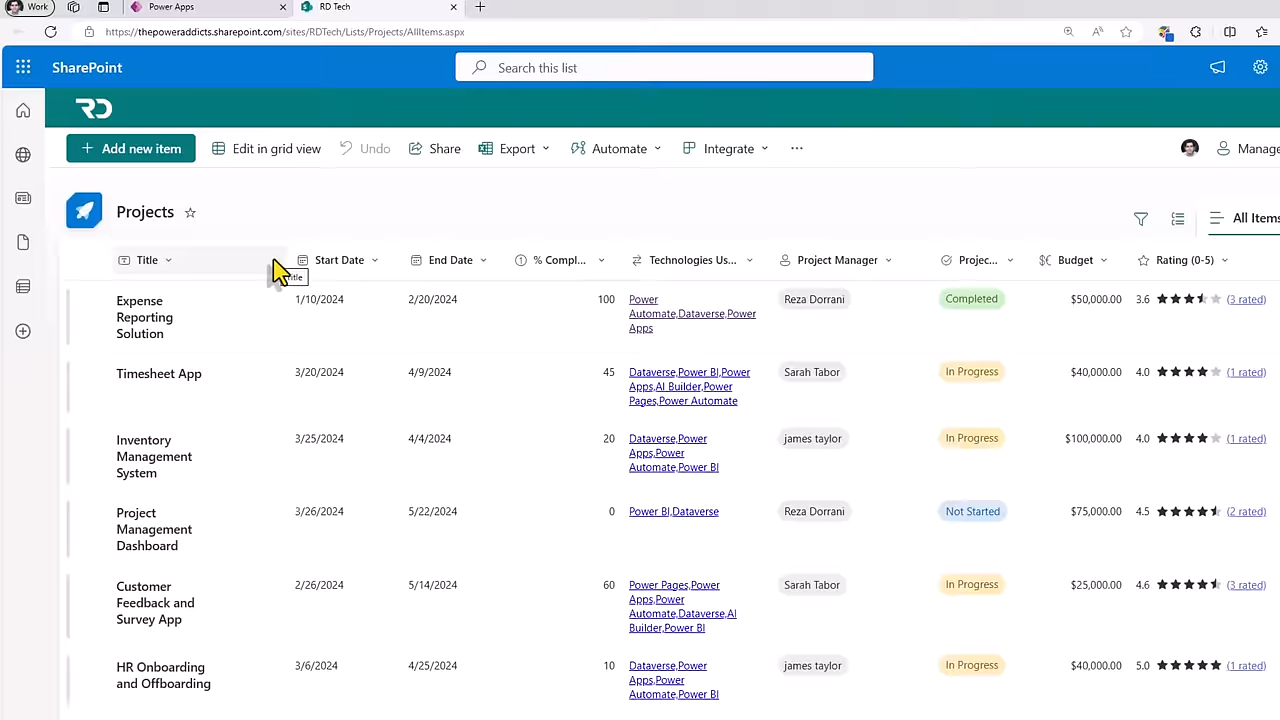 Work
Power Apps
RD Tech
https://thepoweraddicts.sharepoint.com/sites/RDTech/Lists/Projects/AllItems.aspx
SharePoint
Search this list
RD
Add new item
Edit in grid view
Undo
Share
Export
Automate
Integrate
Manage
Projects
All Items
Title
Start Date
End Date
% Compl...
Technologies Us...
Project Manager
Projec...
Budget
Rating (0-5)
Title
Expense
Reporting
Solution
1/10/2024
2/20/2024
100
Power
Automate,Dataverse,Power
Apps
Reza Dorrani
Completed
$50,000.00
3.6
(3 rated)
Timesheet App
3/20/2024
4/9/2024
45
Dataverse,Power BI,Power
Apps,AI Builder,Power
Pages,Power Automate
Sarah Tabor
In Progress
$40,000.00
4.0
(1 rated)
Inventory
Management
System
3/25/2024
4/4/2024
20
Dataverse,Power
Apps,Power
Automate,Power BI
james taylor
In Progress
$100,000.00
4.0
(1 rated)
Project
Management
Dashboard
3/26/2024
5/22/2024
0
Power BI,Dataverse
Reza Dorrani
Not Started
$75,000.00
4.5
(2 rated)
Customer
Feedback and
Survey App
2/26/2024
5/14/2024
60
Power Pages,Power
Apps,Power
Automate,Dataverse,AI
Builder,Power BI
Sarah Tabor
In Progress
$25,000.00
4.6
(3 rated)
HR Onboarding
and Offboarding
3/6/2024
4/25/2024
10
Dataverse,Power
Apps,Power
Automate,Power BI
james taylor
In Progress
$40,000.00
5.0
(1 rated)